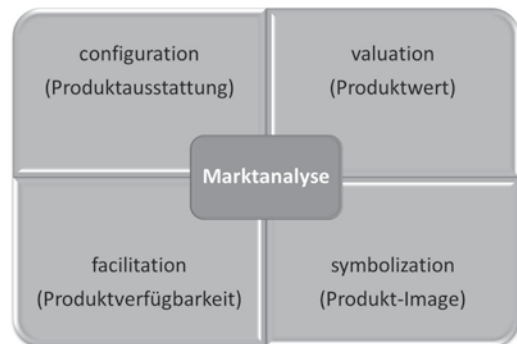 configuration
(Produktausstattung)
valuation
(Produktwert)
Marktanalyse
facilitation
(Produktverfügbarkeit)
symbolization
(Produkt-Image)